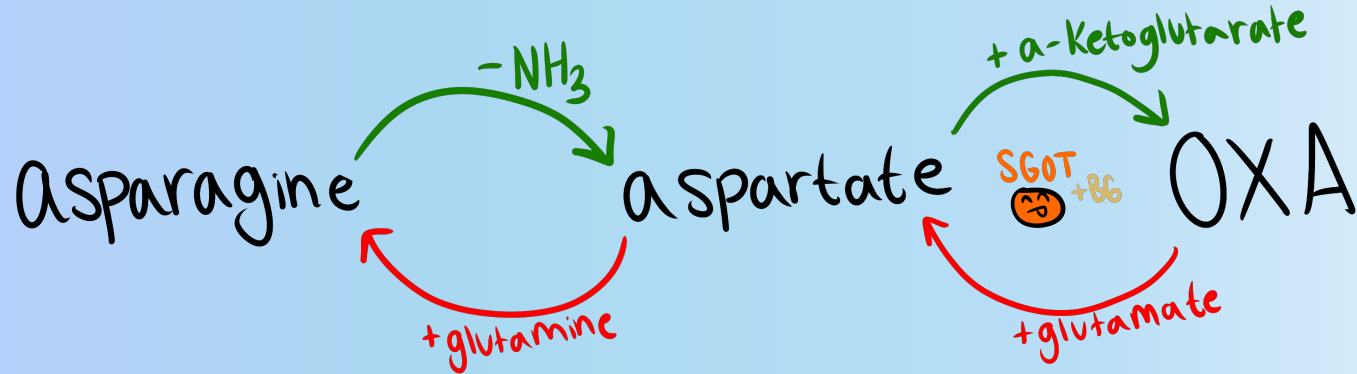 -NH3
+ a-Ketoglutarate
asparagine
aspartate
SGOT
+B6
OXA
+glutamine
+glutamate